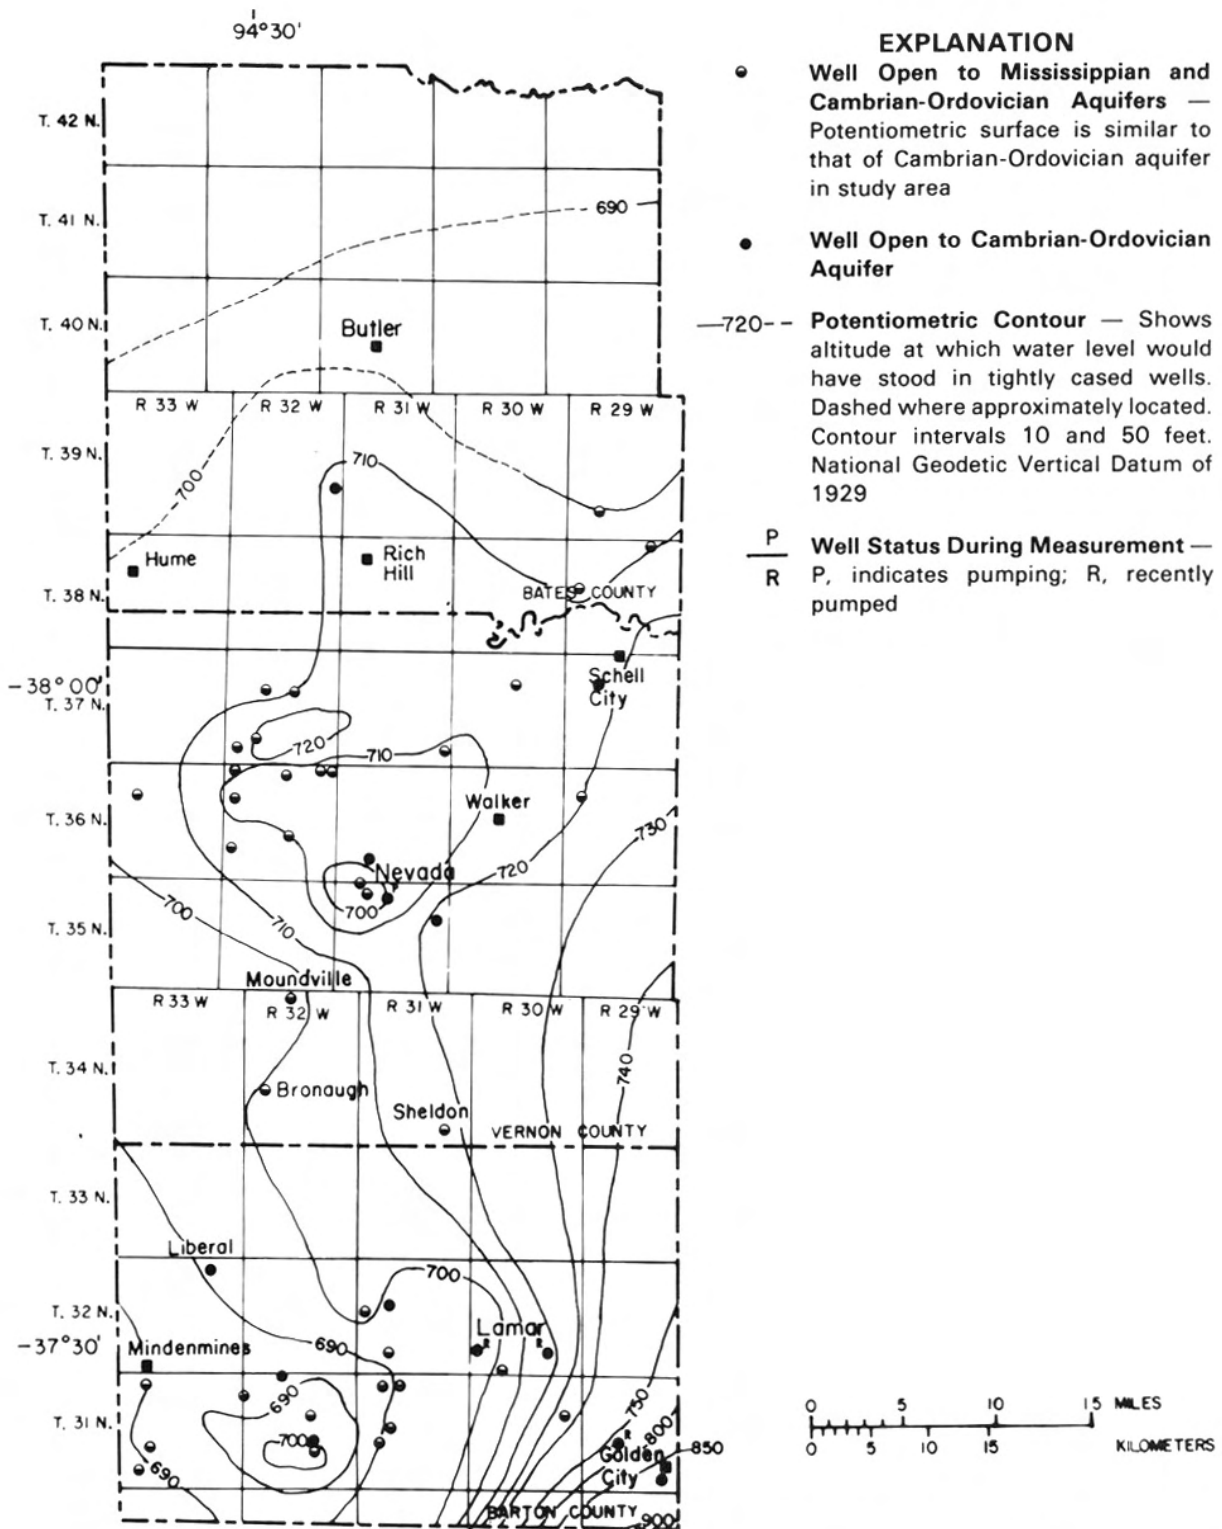 94°30'
EXPLANATION
Well Open to Mississippian and
Cambrian-Ordovician Aquifers —
Potentiometric surface is similar to
that of Cambrian-Ordovician aquifer
in study area
Well Open to Cambrian-Ordovician
Aquifer
—720-- Potentiometric Contour — Shows
altitude at which water level would
have stood in tightly cased wells.
Dashed where approximately located.
Contour intervals 10 and 50 feet.
National Geodetic Vertical Datum of
1929
P
R
Well Status During Measurement —
P, indicates pumping; R, recently
pumped
T. 42 N.
T. 41 N.
690
T. 40 N.
Butler
R 33 W R 32 W R 31 W R 30 W R 29 W
T. 39 N.
710
700
Hume
Rich
Hill
T. 38 N.
BATES COUNTY
Schell
City
38°00'
T. 37 N.
720
710
Walker
T. 36 N.
730
Nevada
720
700
700
T. 35 N.
710
Moundville
R 33 W R 32 W R 31 W R 30 W R 29 W
T. 34 N.
740
Bronaugh
Sheldon
VERNON COUNTY
T. 33 N.
Liberal
700
T. 32 N.
Lamar
R
R
37°30'
Mindenmines
690
690
T. 31 N.
750
800
R
700
850
Golden
City
690
BARTON COUNTY
900
0 5 10 15 MILES
0 5 10 15 KILOMETERS